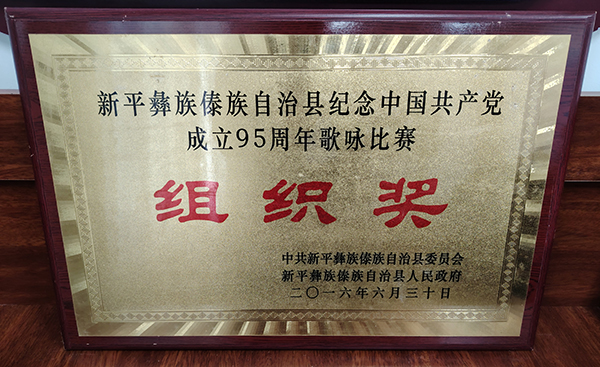 新平彝族傣族自治县纪念中国共产党
成立95周年歌咏比赛
组织奖
中共新平彝族傣族自治县委员会
新平彝族傣族自治县人民政府
二〇一六年六月三十日